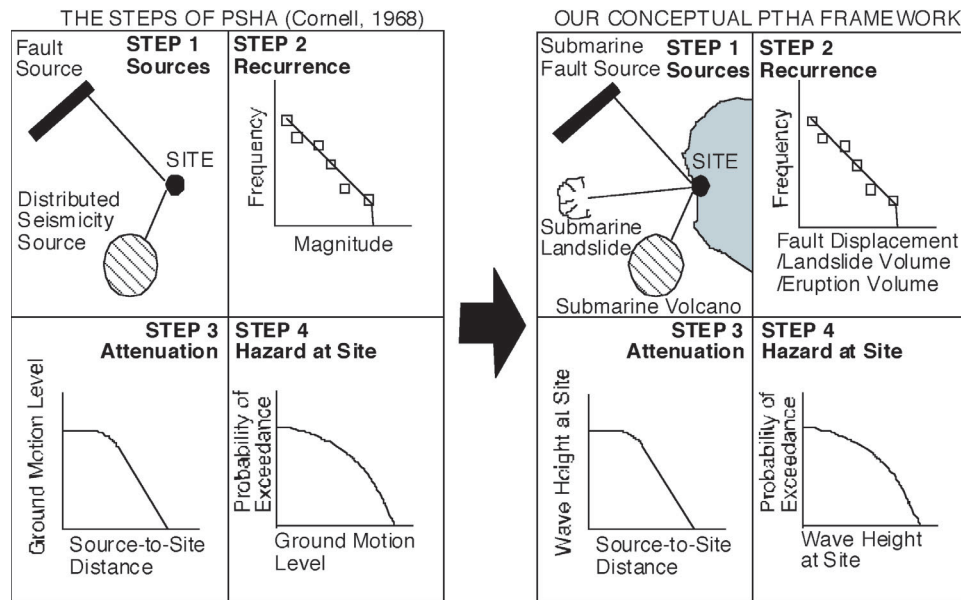 THE STEPS OF PSHA (Cornell, 1968)
Fault
Source
STEP 1
Sources
SITE
Distributed
Seismicity
Source
STEP 2
Recurrence
Frequency
Magnitude
STEP 3
Attenuation
Ground Motion Level
Source-to-Site
Distance
STEP 4
Hazard at Site
Probability of
Exceedance
Ground Motion
Level
OUR CONCEPTUAL PTHA FRAMEWORK
Submarine
Fault Source
STEP 1
Sources
SITE
Submarine
Landslide
Submarine Volcano
STEP 2
Recurrence
Frequency
Fault Displacement
/Landslide Volume
/Eruption Volume
STEP 3
Attenuation
Wave Height at Site
Source-to-Site
Distance
STEP 4
Hazard at Site
Probability of
Exceedance
Wave Height
at Site